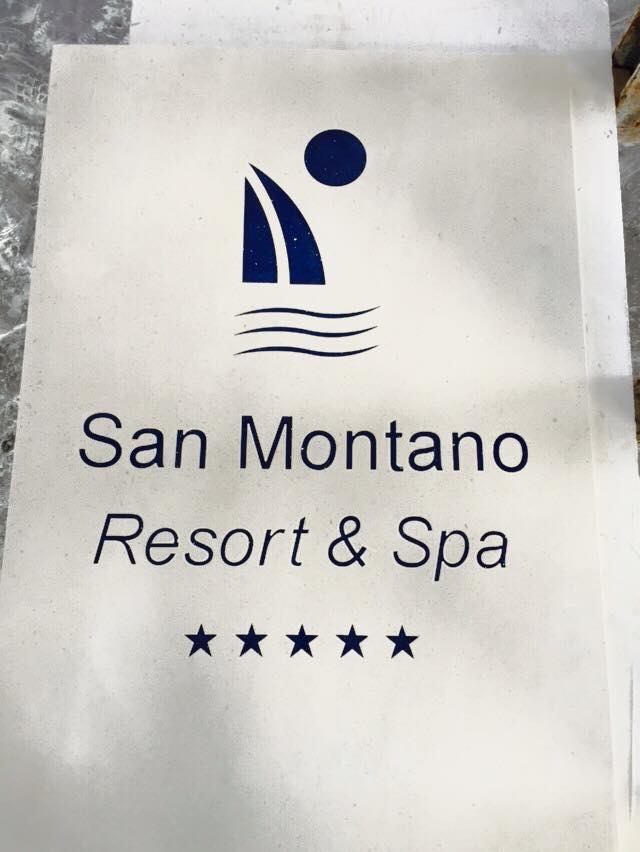 San Montano
Resort & Spa
★★★★★